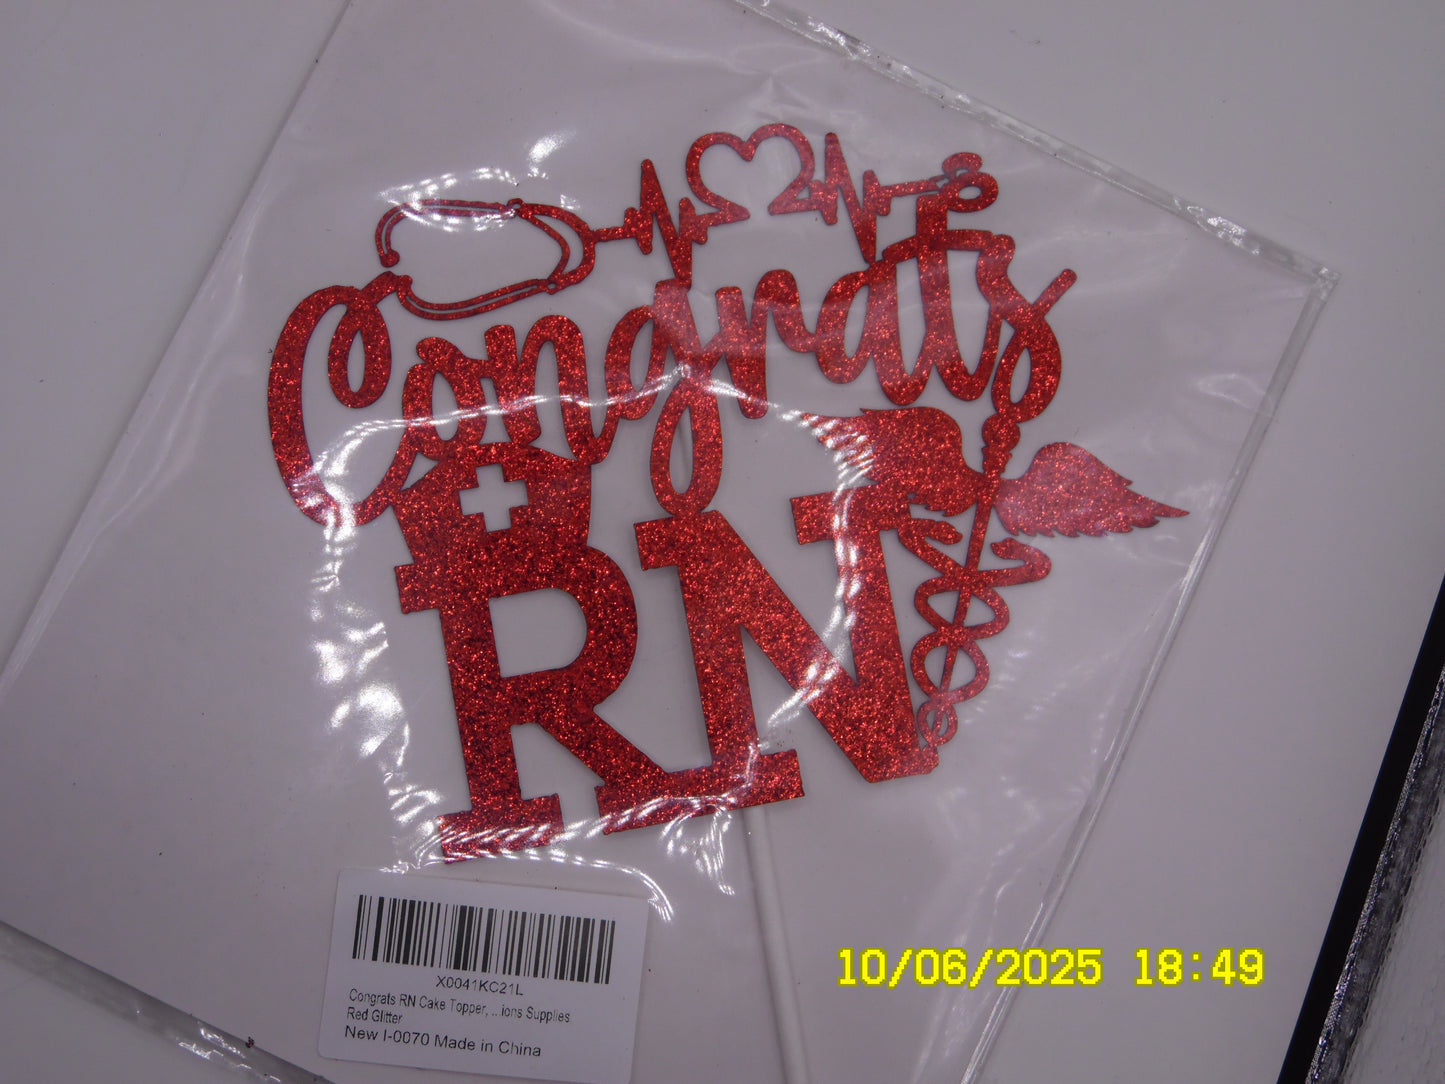 Congrats
RN
X0041KC21L
Congrats RN Cake Topper, ...ions Supplies
Red Glitter
New I-0070 Made in China
10/06/2025 18:49